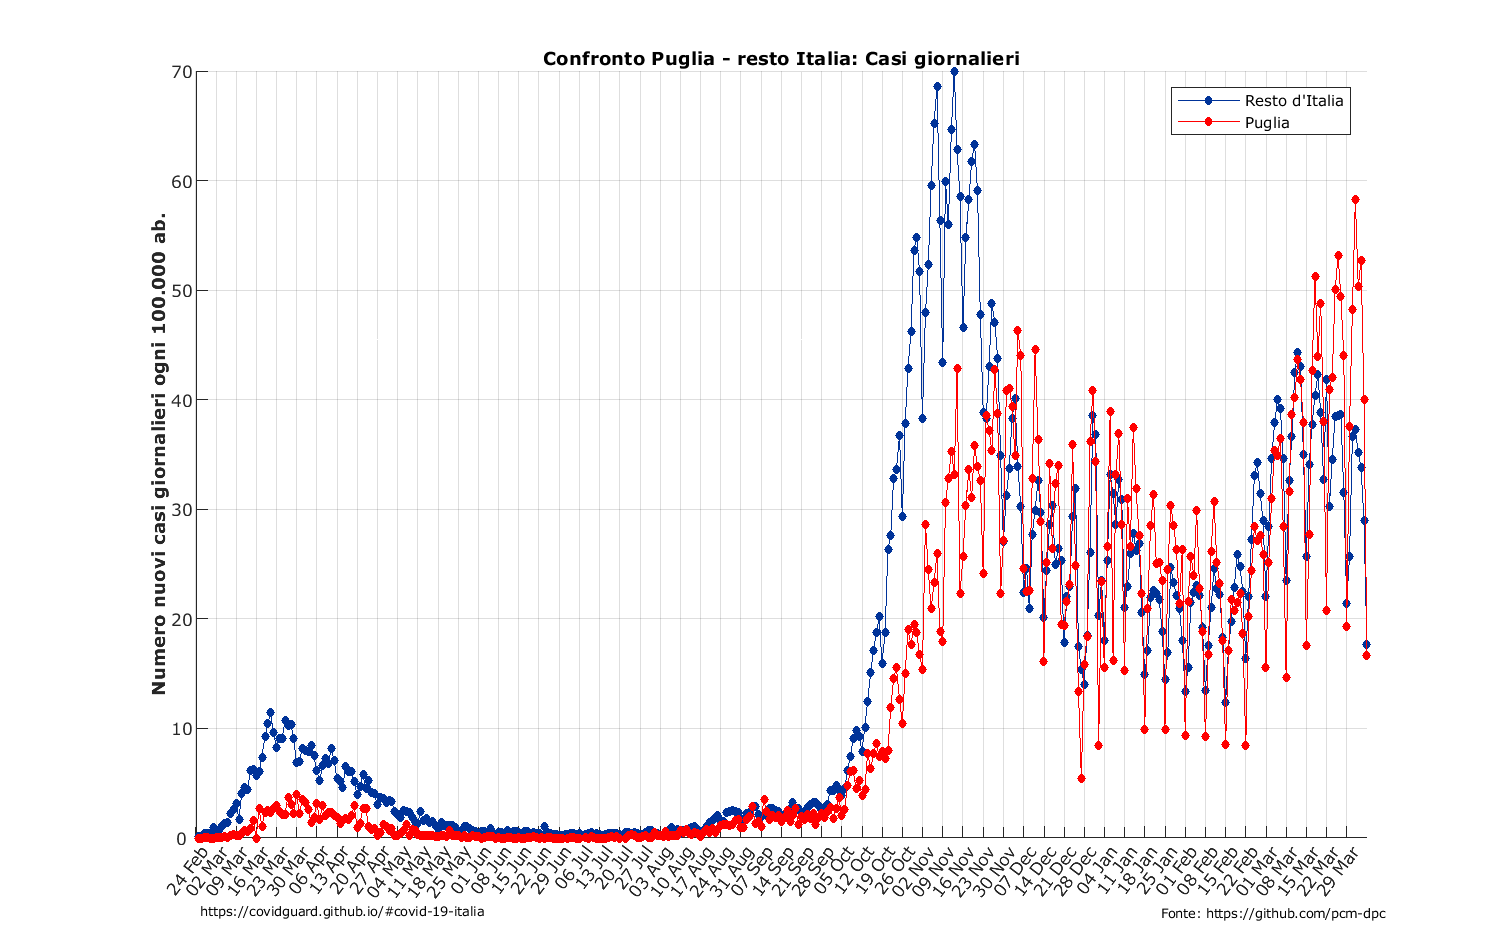 Confronto Puglia - resto Italia: Casi giornalieri
Numero nuovi casi giornalieri ogni 100.000 ab.
70
60
50
40
30
20
10
0
Resto d'Italia
Puglia
24 Feb
02 Mar
09 Mar
16 Mar
23 Mar
30 Mar
06 Apr
13 Apr
20 Apr
27 Apr
04 May
11 May
18 May
25 May
01 Jun
08 Jun
15 Jun
22 Jun
29 Jun
06 Jul
13 Jul
20 Jul
27 Jul
03 Aug
10 Aug
17 Aug
24 Aug
31 Aug
07 Sep
14 Sep
21 Sep
28 Sep
05 Oct
12 Oct
19 Oct
26 Oct
02 Nov
09 Nov
16 Nov
23 Nov
30 Nov
07 Dec
14 Dec
21 Dec
28 Dec
04 Jan
11 Jan
18 Jan
25 Jan
01 Feb
08 Feb
15 Feb
22 Feb
01 Mar
08 Mar
15 Mar
22 Mar
29 Mar
https://covidguard.github.io/#covid-19-italia
Fonte: https://github.com/pcm-dpc